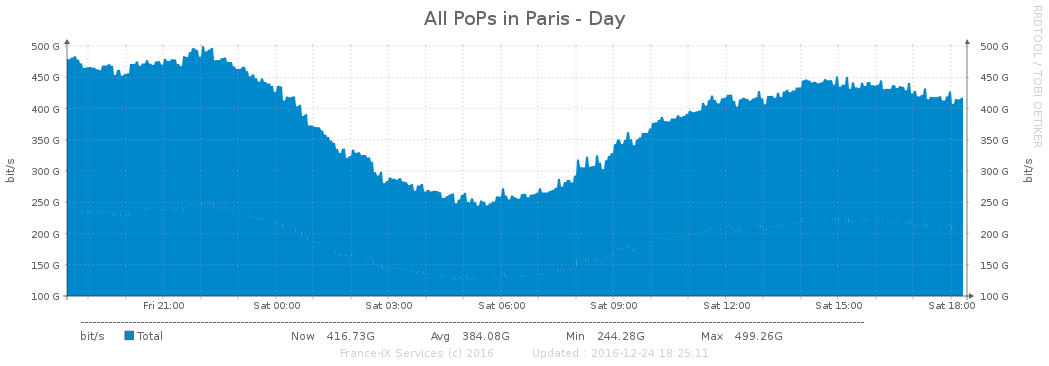 All PoPs in Paris - Day
RRDTOOL / TOBI OETIKER
bit/s
500 G
450 G
400 G
350 G
300 G
250 G
200 G
150 G
100 G
500 G
450 G
400 G
350 G
300 G
250 G
200 G
150 G
100 G
bit/s
Fri 21:00 Sat 00:00 Sat 03:00 Sat 06:00 Sat 09:00 Sat 12:00 Sat 15:00 Sat 18:00
bit/s Total Now 416.73G Avg 384.08G Min 244.28G Max 499.26G
France-IX Services (c) 2016 Updated : 2016-12-24 18:25:11